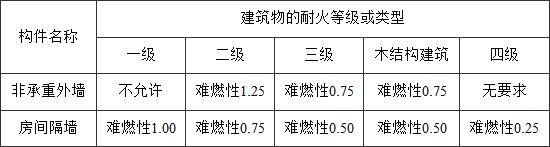 构件名称 建筑物的耐火等级或类型
一级 二级 三级 木结构建筑 四级
非承重外墙 不允许 难燃性1.25 难燃性0.75 难燃性0.75 无要求
房间隔墙 难燃性1.00 难燃性0.75 难燃性0.50 难燃性0.50 难燃性0.25